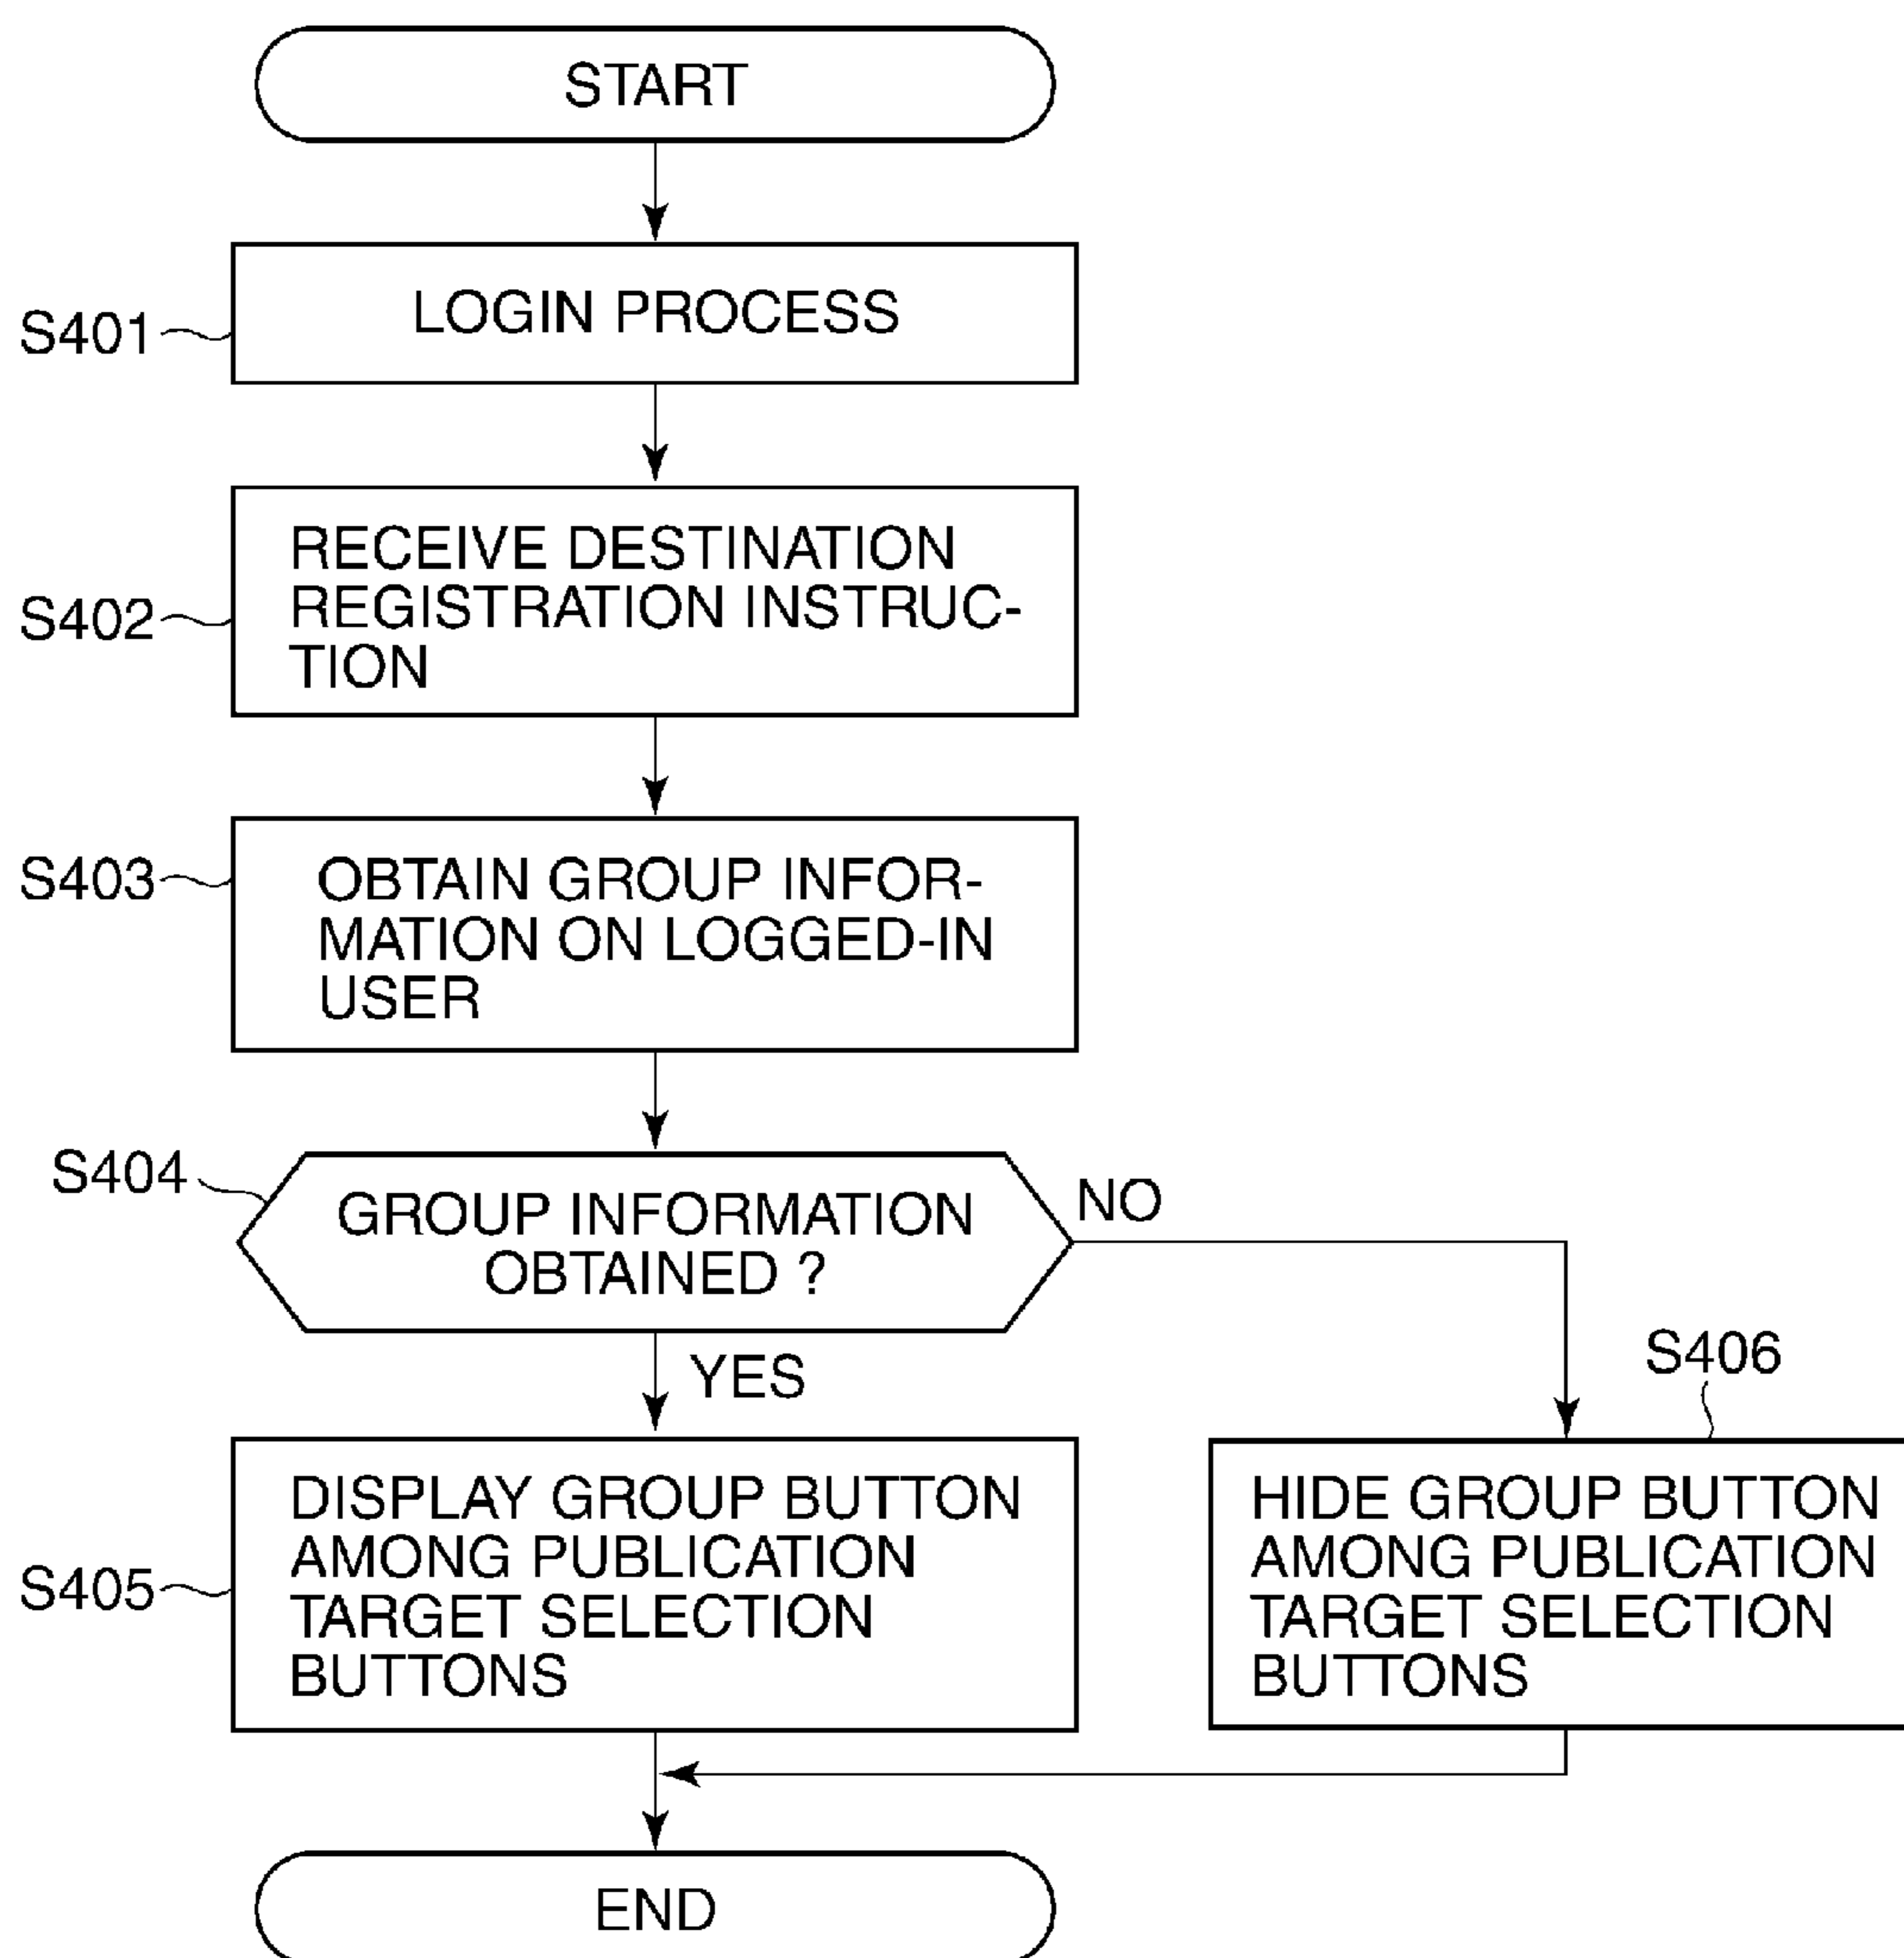 START
S401
LOGIN PROCESS
S402
RECEIVE DESTINATION
REGISTRATION INSTRUC-
TION
S403
OBTAIN GROUP INFOR-
MATION ON LOGGED-IN
USER
S404
GROUP INFORMATION
OBTAINED ?
NO
YES
S405
DISPLAY GROUP BUTTON
AMONG PUBLICATION
TARGET SELECTION
BUTTONS
S406
HIDE GROUP BUTTON
AMONG PUBLICATION
TARGET SELECTION
BUTTONS
END